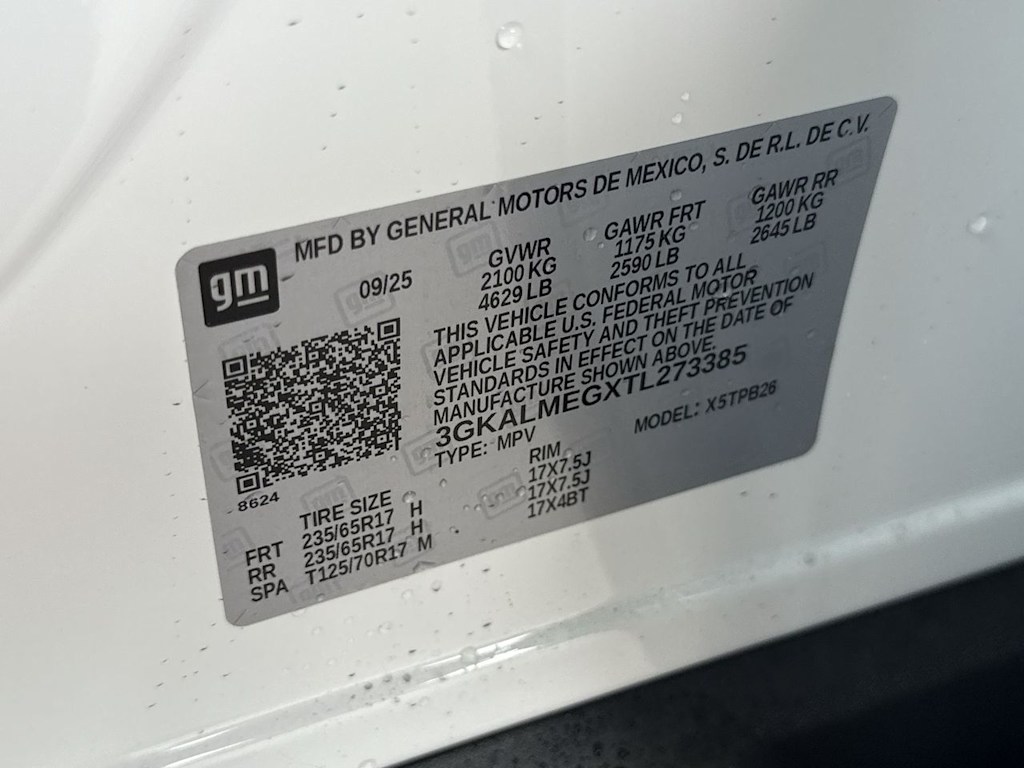 MFD BY GENERAL MOTORS DE MEXICO, S. DE R.L. DE C.V.
gm
09/25
GVWR GAWR FRT GAWR RR
2100 KG 1175 KG 1200 KG
4629 LB 2590 LB 2645 LB
THIS VEHICLE CONFORMS TO ALL
APPLICABLE U.S. FEDERAL MOTOR
VEHICLE SAFETY AND THEFT PREVENTION
STANDARDS IN EFFECT ON THE DATE OF
MANUFACTURE SHOWN ABOVE.
3GKALMEGXTL273385
TYPE: MPV MODEL: X5TPB26
8624
TIRE SIZE RIM
FRT 235/65R17 H 17X7.5J
RR 235/65R17 H 17X7.5J
SPA T125/70R17 M 17X4BT